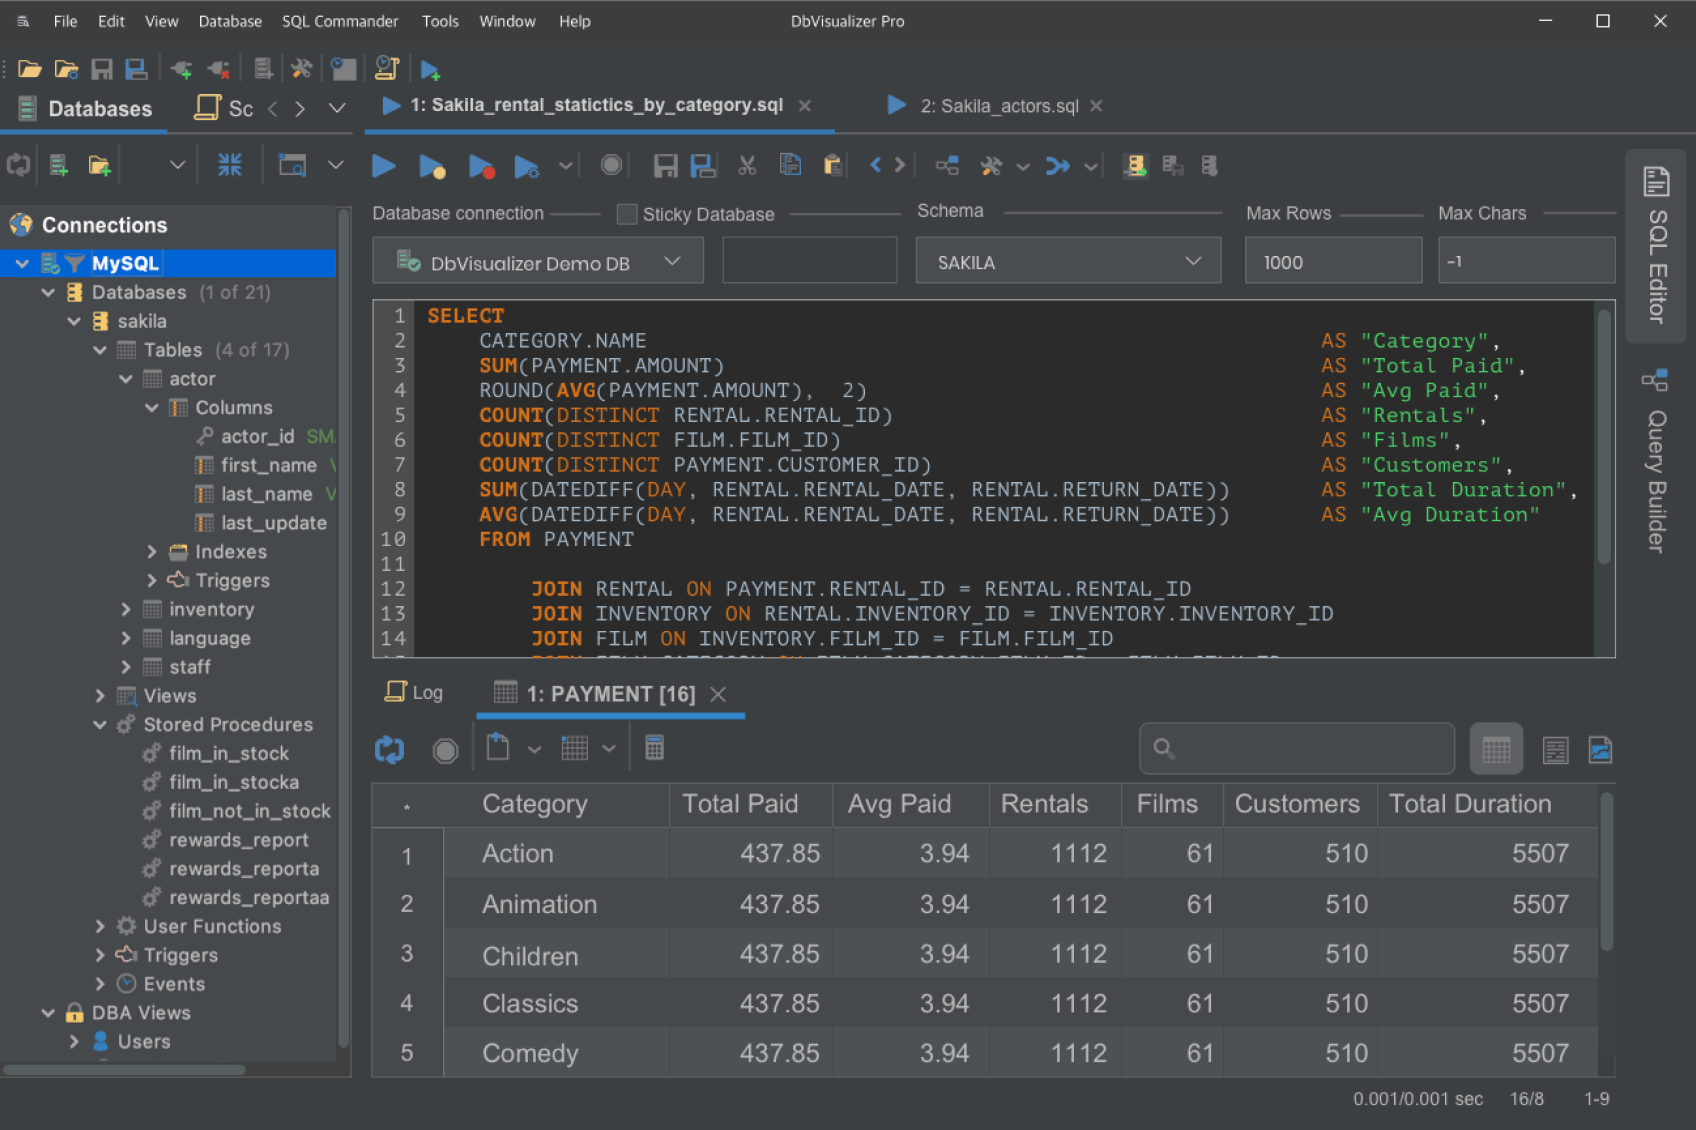 File Edit View Database SQL Commander Tools Window Help DbVisualizer Pro
Databases Sc 1: Sakila_rental_statictics_by_category.sql 2: Sakila_actors.sql
Connections
MySQL
Databases (1 of 21)
sakila
Tables (4 of 17)
actor
Columns
actor_id SMA
first_name V
last_name V
last_update
Indexes
Triggers
inventory
language
staff
Views
Stored Procedures
film_in_stock
film_in_stocka
film_not_in_stock
rewards_report
rewards_reporta
rewards_reportaa
User Functions
Triggers
Events
DBA Views
Users
Database connection Sticky Database Schema Max Rows Max Chars
DbVisualizer Demo DB SAKILA 1000 -1
1 SELECT
2 CATEGORY.NAME AS "Category",
3 SUM(PAYMENT.AMOUNT) AS "Total Paid",
4 ROUND(AVG(PAYMENT.AMOUNT), 2) AS "Avg Paid",
5 COUNT(DISTINCT RENTAL.RENTAL_ID) AS "Rentals",
6 COUNT(DISTINCT FILM.FILM_ID) AS "Films",
7 COUNT(DISTINCT PAYMENT.CUSTOMER_ID) AS "Customers",
8 SUM(DATEDIFF(DAY, RENTAL.RENTAL_DATE, RENTAL.RETURN_DATE)) AS "Total Duration",
9 AVG(DATEDIFF(DAY, RENTAL.RENTAL_DATE, RENTAL.RETURN_DATE)) AS "Avg Duration"
10 FROM PAYMENT
11
12 JOIN RENTAL ON PAYMENT.RENTAL_ID = RENTAL.RENTAL_ID
13 JOIN INVENTORY ON RENTAL.INVENTORY_ID = INVENTORY.INVENTORY_ID
14 JOIN FILM ON INVENTORY.FILM_ID = FILM.FILM_ID
Log 1: PAYMENT [16]
* Category Total Paid Avg Paid Rentals Films Customers Total Duration
1 Action 437.85 3.94 1112 61 510 5507
2 Animation 437.85 3.94 1112 61 510 5507
3 Children 437.85 3.94 1112 61 510 5507
4 Classics 437.85 3.94 1112 61 510 5507
5 Comedy 437.85 3.94 1112 61 510 5507
0.001/0.001 sec 16/8 1-9
SQL Editor
Query Builder